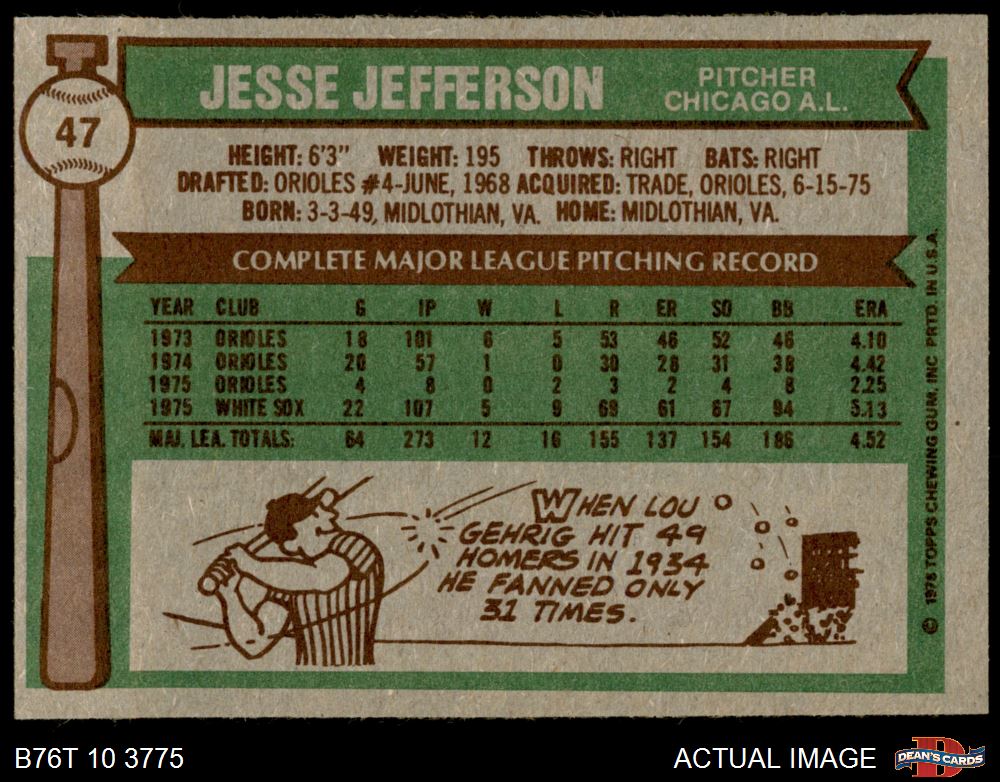 47
JESSE JEFFERSON
PITCHER
CHICAGO A.L.
HEIGHT: 6'3" WEIGHT: 195 THROWS: RIGHT BATS: RIGHT
DRAFTED: ORIOLES #4-JUNE, 1968 ACQUIRED: TRADE, ORIOLES, 6-15-75
BORN: 3-3-49, MIDLOTHIAN, VA. HOME: MIDLOTHIAN, VA.
COMPLETE MAJOR LEAGUE PITCHING RECORD
YEAR CLUB G IP W L R ER SO BB ERA
1973 ORIOLES 18 101 6 5 53 46 52 46 4.10
1974 ORIOLES 20 57 1 0 30 28 31 38 4.42
1975 ORIOLES 4 8 0 2 3 2 4 8 2.25
1975 WHITE SOX 22 107 5 9 69 61 67 94 5.13
MAJ. LEA. TOTALS: 64 273 12 16 155 137 154 186 4.52
WHEN LOU
GEHRIG HIT 49
HOMERS IN 1934
HE FANNED ONLY
31 TIMES.
© 1976 TOPPS CHEWING GUM, INC PRTD. IN U.S.A.
B76T 10 3775
ACTUAL IMAGE
D
DEAN'S CARDS